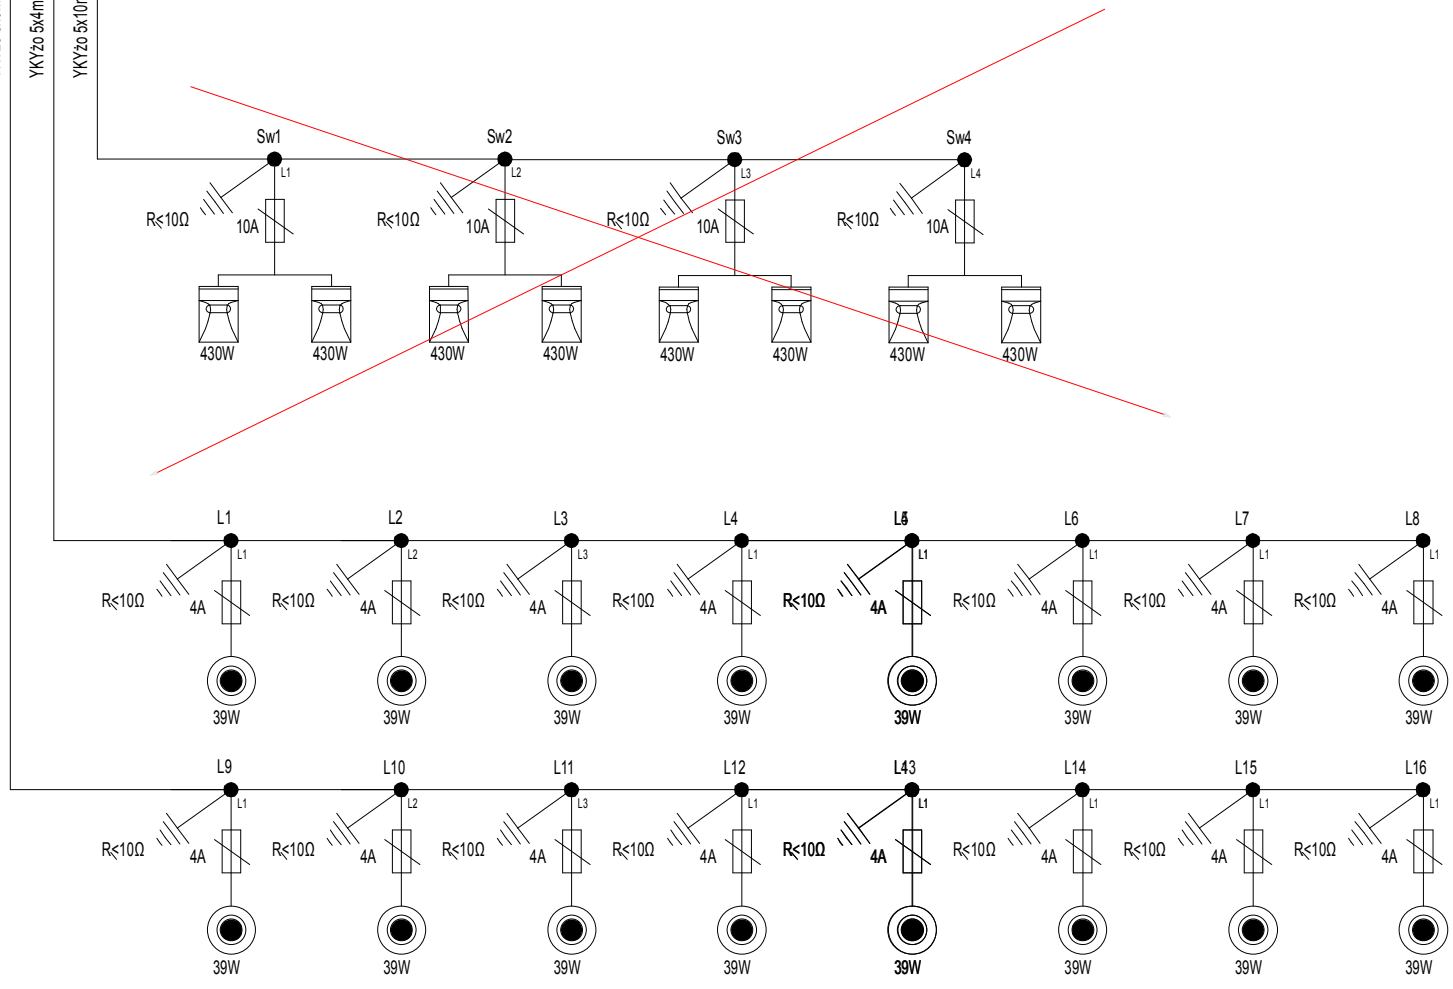 YKYżo 5x4m
YKYżo 5x10
Sw1 Sw2 Sw3 Sw4
L1 L2 L3 L4
R≤10Ω 10A R≤10Ω 10A R≤10Ω 10A R≤10Ω 10A
430W 430W 430W 430W 430W 430W 430W 430W
L1 L2 L3 L4 L6 L7 L8
L1 L2 L3 L1 L1 L1 L1 L1
R≤10Ω 4A R≤10Ω 4A R≤10Ω 4A R≤10Ω 4A R≤10Ω 4A R≤10Ω 4A R≤10Ω 4A R≤10Ω 4A
39W 39W 39W 39W 39W 39W 39W 39W
L9 L10 L11 L12 L14 L15 L16
L1 L2 L3 L1 L1 L1 L1 L1
R≤10Ω 4A R≤10Ω 4A R≤10Ω 4A R≤10Ω 4A R≤10Ω 4A R≤10Ω 4A R≤10Ω 4A R≤10Ω 4A
39W 39W 39W 39W 39W 39W 39W 39W